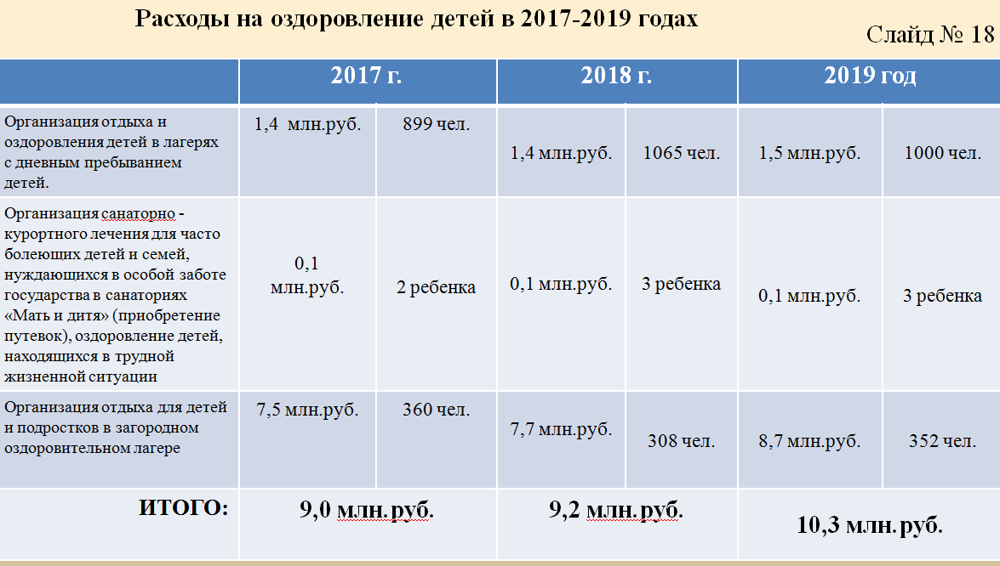 Расходы на оздоровление детей в 2017-2019 годах
Слайд № 18
2017 г.
2018 г.
2019 год
Организация отдыха и
оздоровления детей в лагерях
с дневным пребыванием
детей.
1,4 млн.руб.
899 чел.
1,4 млн.руб.
1065 чел.
1,5 млн.руб.
1000 чел.
Организация санаторно -
курортного лечения для часто
болеющих детей и семей,
нуждающихся в особой заботе
государства в санаториях
«Мать и дитя» (приобретение
путевок), оздоровление детей,
находящихся в трудной
жизненной ситуации
0,1
млн.руб.
2 ребенка
0,1 млн.руб.
3 ребенка
0,1 млн.руб.
3 ребенка
Организация отдыха для детей
и подростков в загородном
оздоровительном лагере
7,5 млн.руб.
360 чел.
7,7 млн.руб.
308 чел.
8,7 млн.руб.
352 чел.
ИТОГО:
9,0 млн.руб.
9,2 млн.руб.
10,3 млн.руб.